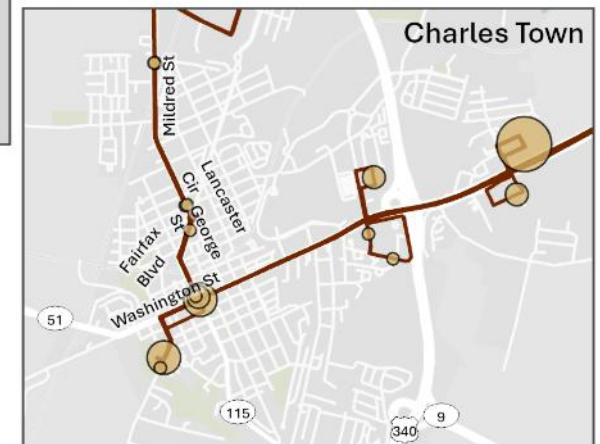 Charles Town
Mildred St
Lancaster
Cir
George
St
Fairfax
Blvd
Washington St
51
115
340
9